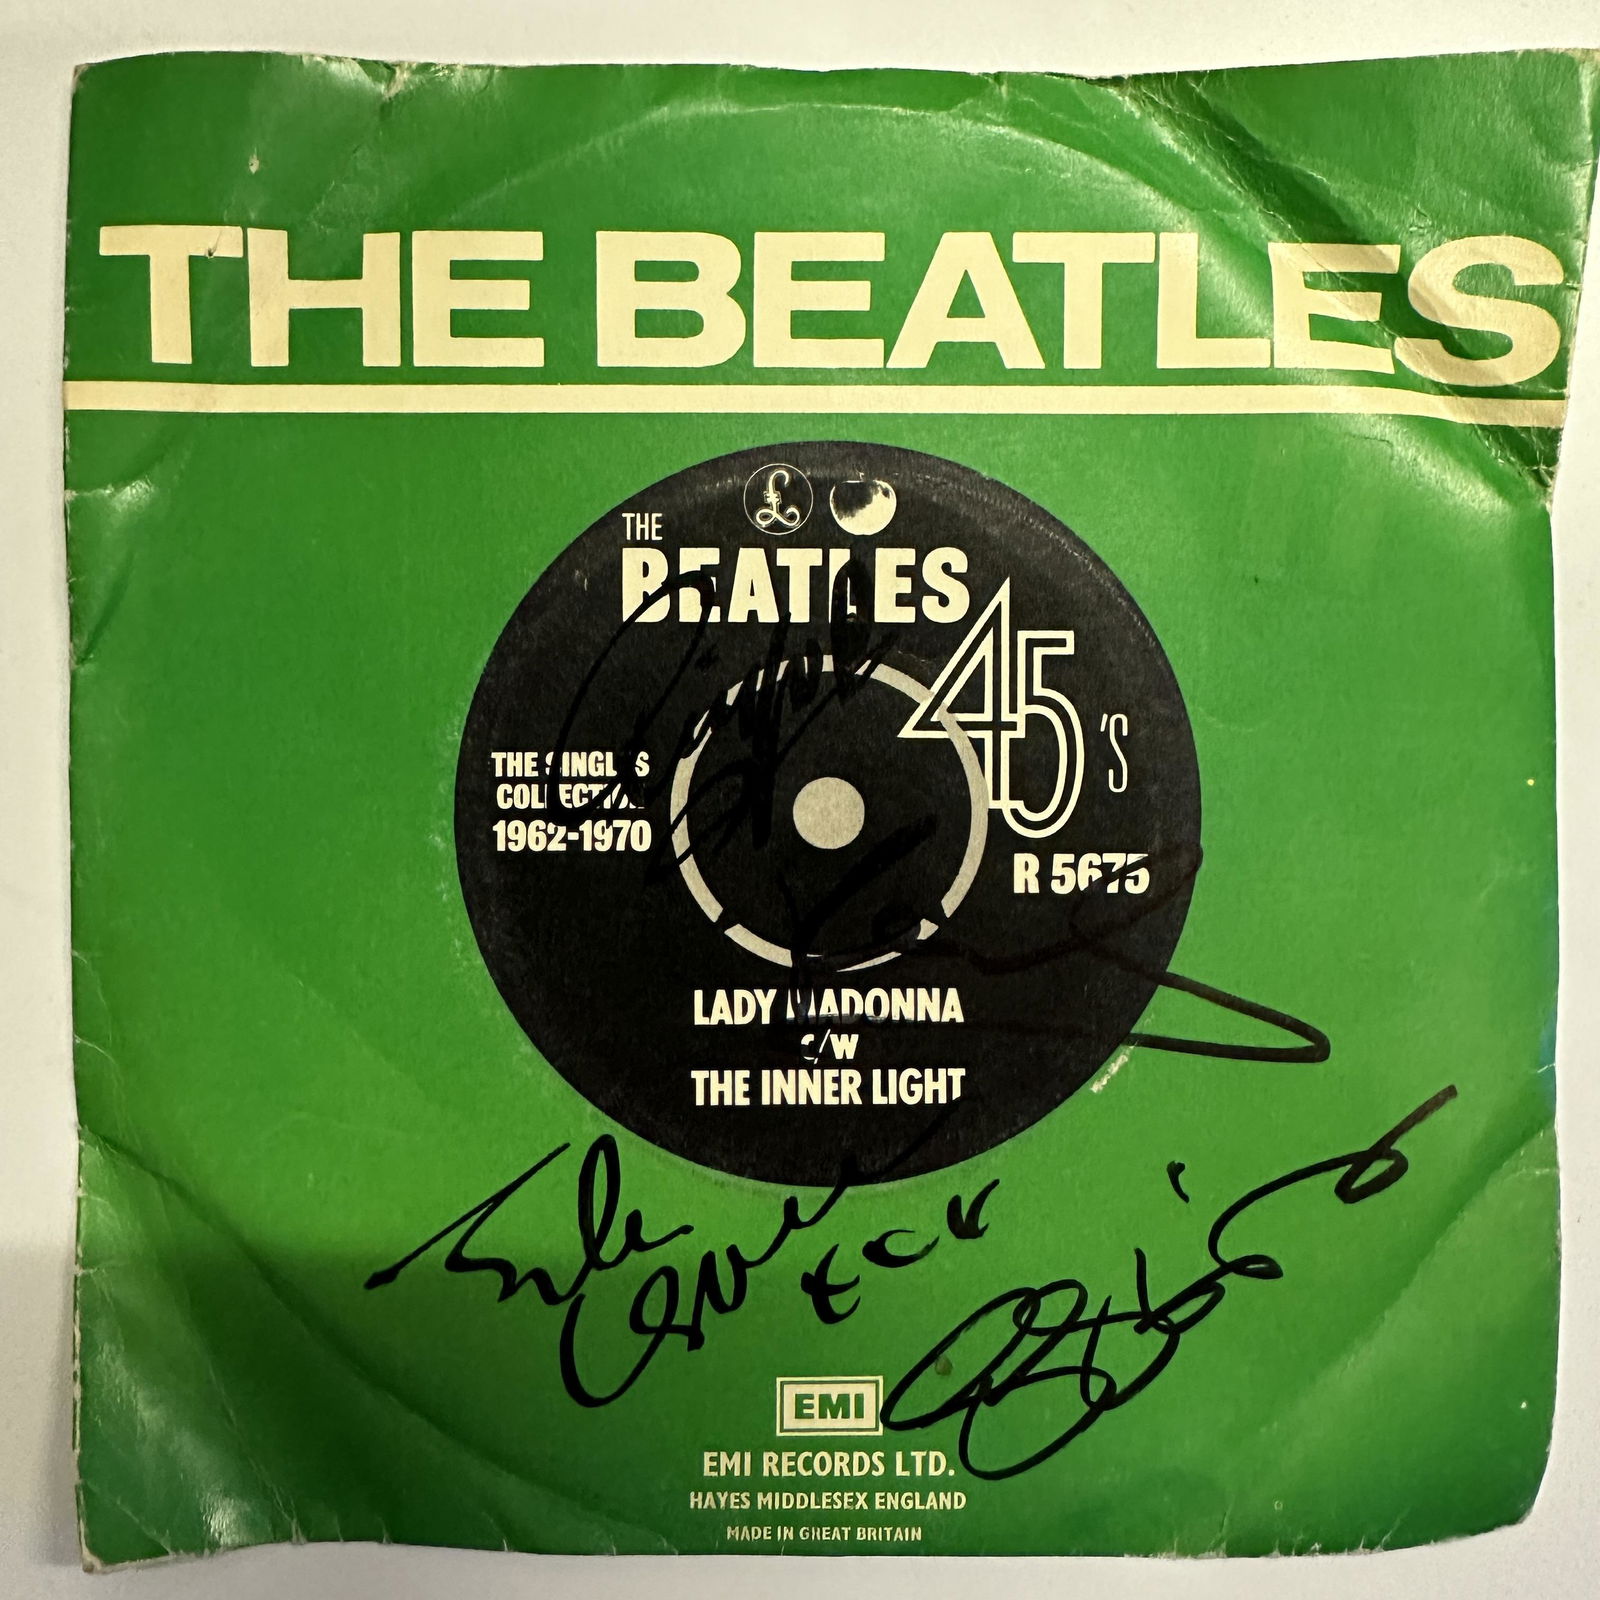 THE BEATLES
THE
BEATLES
45's
THE SINGLES
COLLECTION
1962-1970
R 5675
LADY MADONNA
c/w
THE INNER LIGHT
EMI
EMI RECORDS LTD.
HAYES MIDDLESEX ENGLAND
MADE IN GREAT BRITAIN